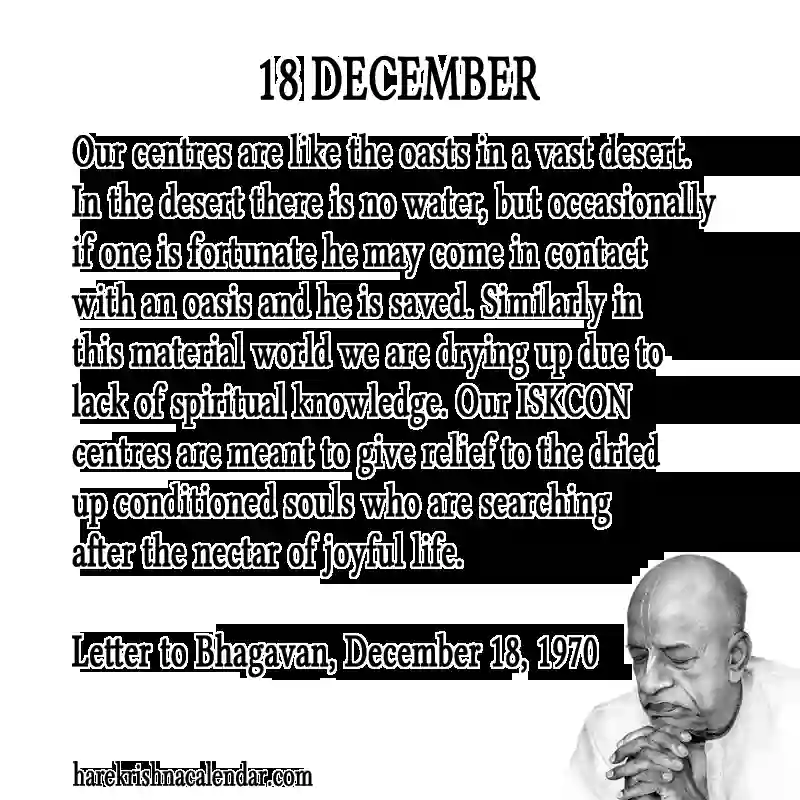 18 DECEMBER
Our centres are like the oasts in a vast desert.
In the desert there is no water, but occasionally
if one is fortunate he may come in contact
with an oasis and he is saved. Similarly in
this material world we are drying up due to
lack of spiritual knowledge. Our ISKCON
centres are meant to give relief to the dried
up conditioned souls who are searching
after the nectar of joyful life.
Letter to Bhagavan, December 18, 1970
harekrishnacalendar.com